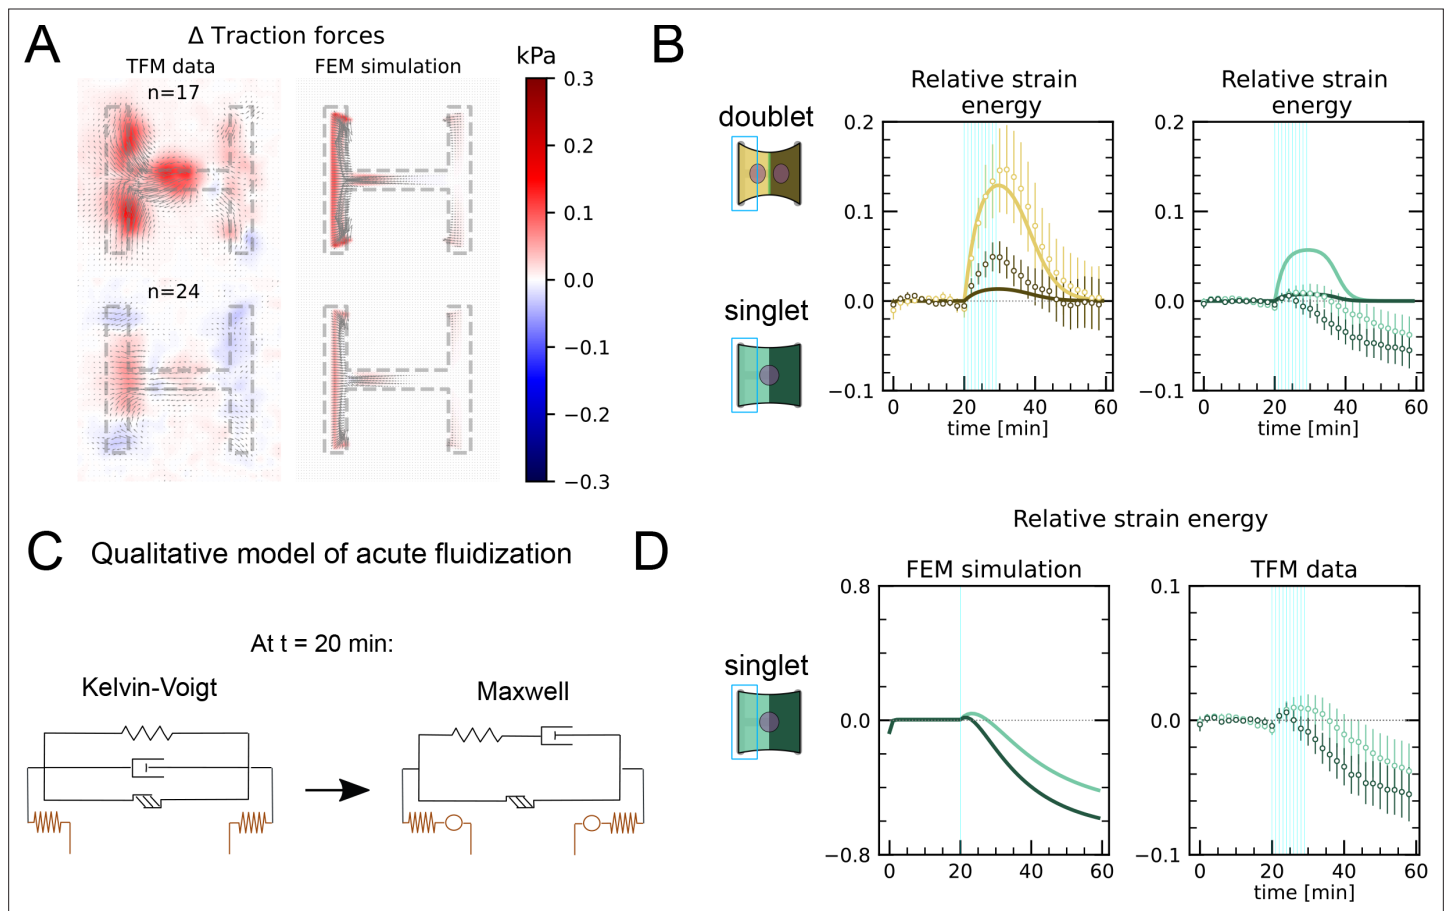 A
Δ Traction forces
TFM data
FEM simulation
kPa
n=17
n=24
0.3
0.2
0.1
0.0
−0.1
−0.2
−0.3
B
doublet
singlet
Relative strain
energy
0.2
0.1
0.0
−0.1
0
20
40
60
time [min]
Relative strain
energy
0.2
0.1
0.0
−0.1
0
20
40
60
time [min]
C
Qualitative model of acute fluidization
At t = 20 min:
Kelvin-Voigt
Maxwell
D
Relative strain energy
singlet
FEM simulation
0.8
0.0
−0.8
0
20
40
60
TFM data
0.1
0.0
−0.1
0
20
40
60
time [min]